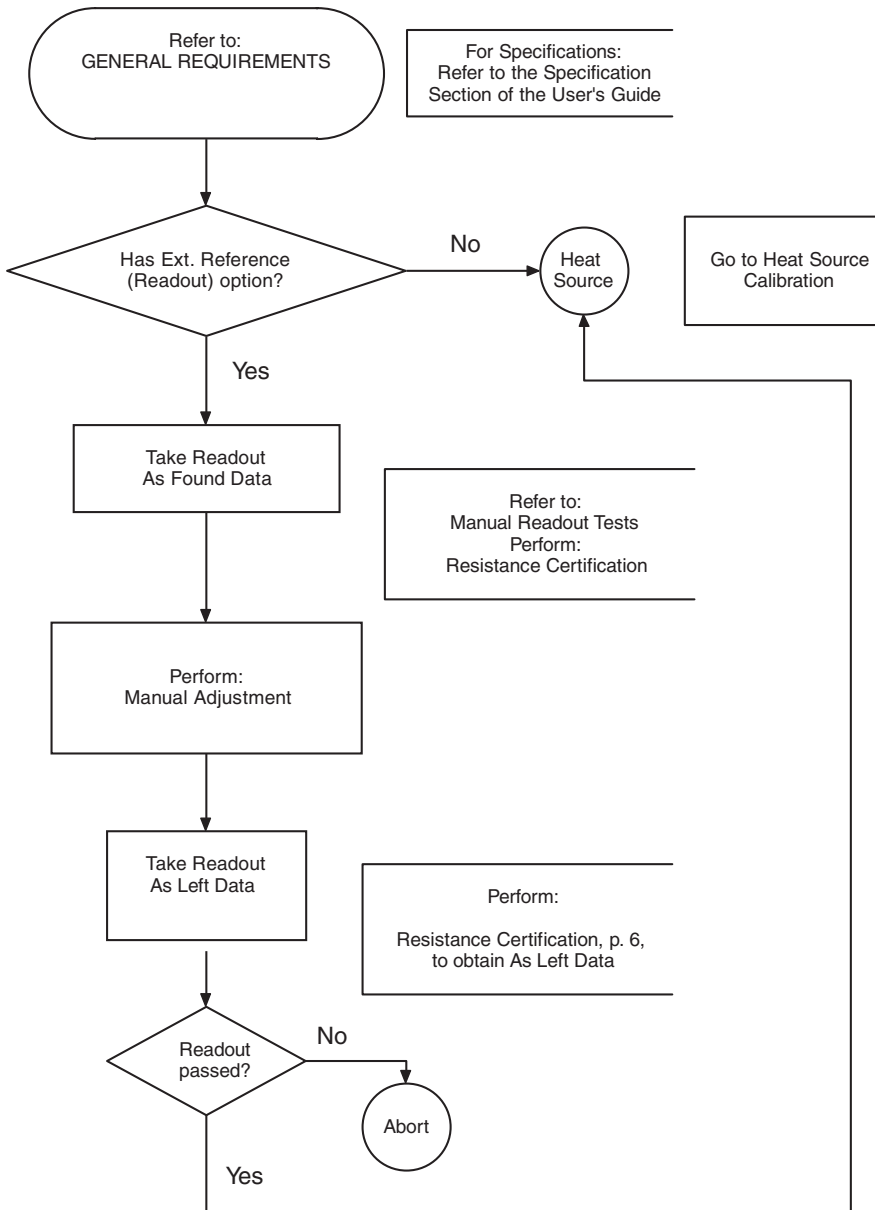 Refer to:
GENERAL REQUIREMENTS
For Specifications:
Refer to the Specification
Section of the User's Guide
Has Ext. Reference
(Readout) option?
No
Heat
Source
Go to Heat Source
Calibration
Yes
Take Readout
As Found Data
Refer to:
Manual Readout Tests
Perform:
Resistance Certification
Perform:
Manual Adjustment
Take Readout
As Left Data
Perform:
Resistance Certification, p. 6,
to obtain As Left Data
Readout
passed?
No
Abort
Yes